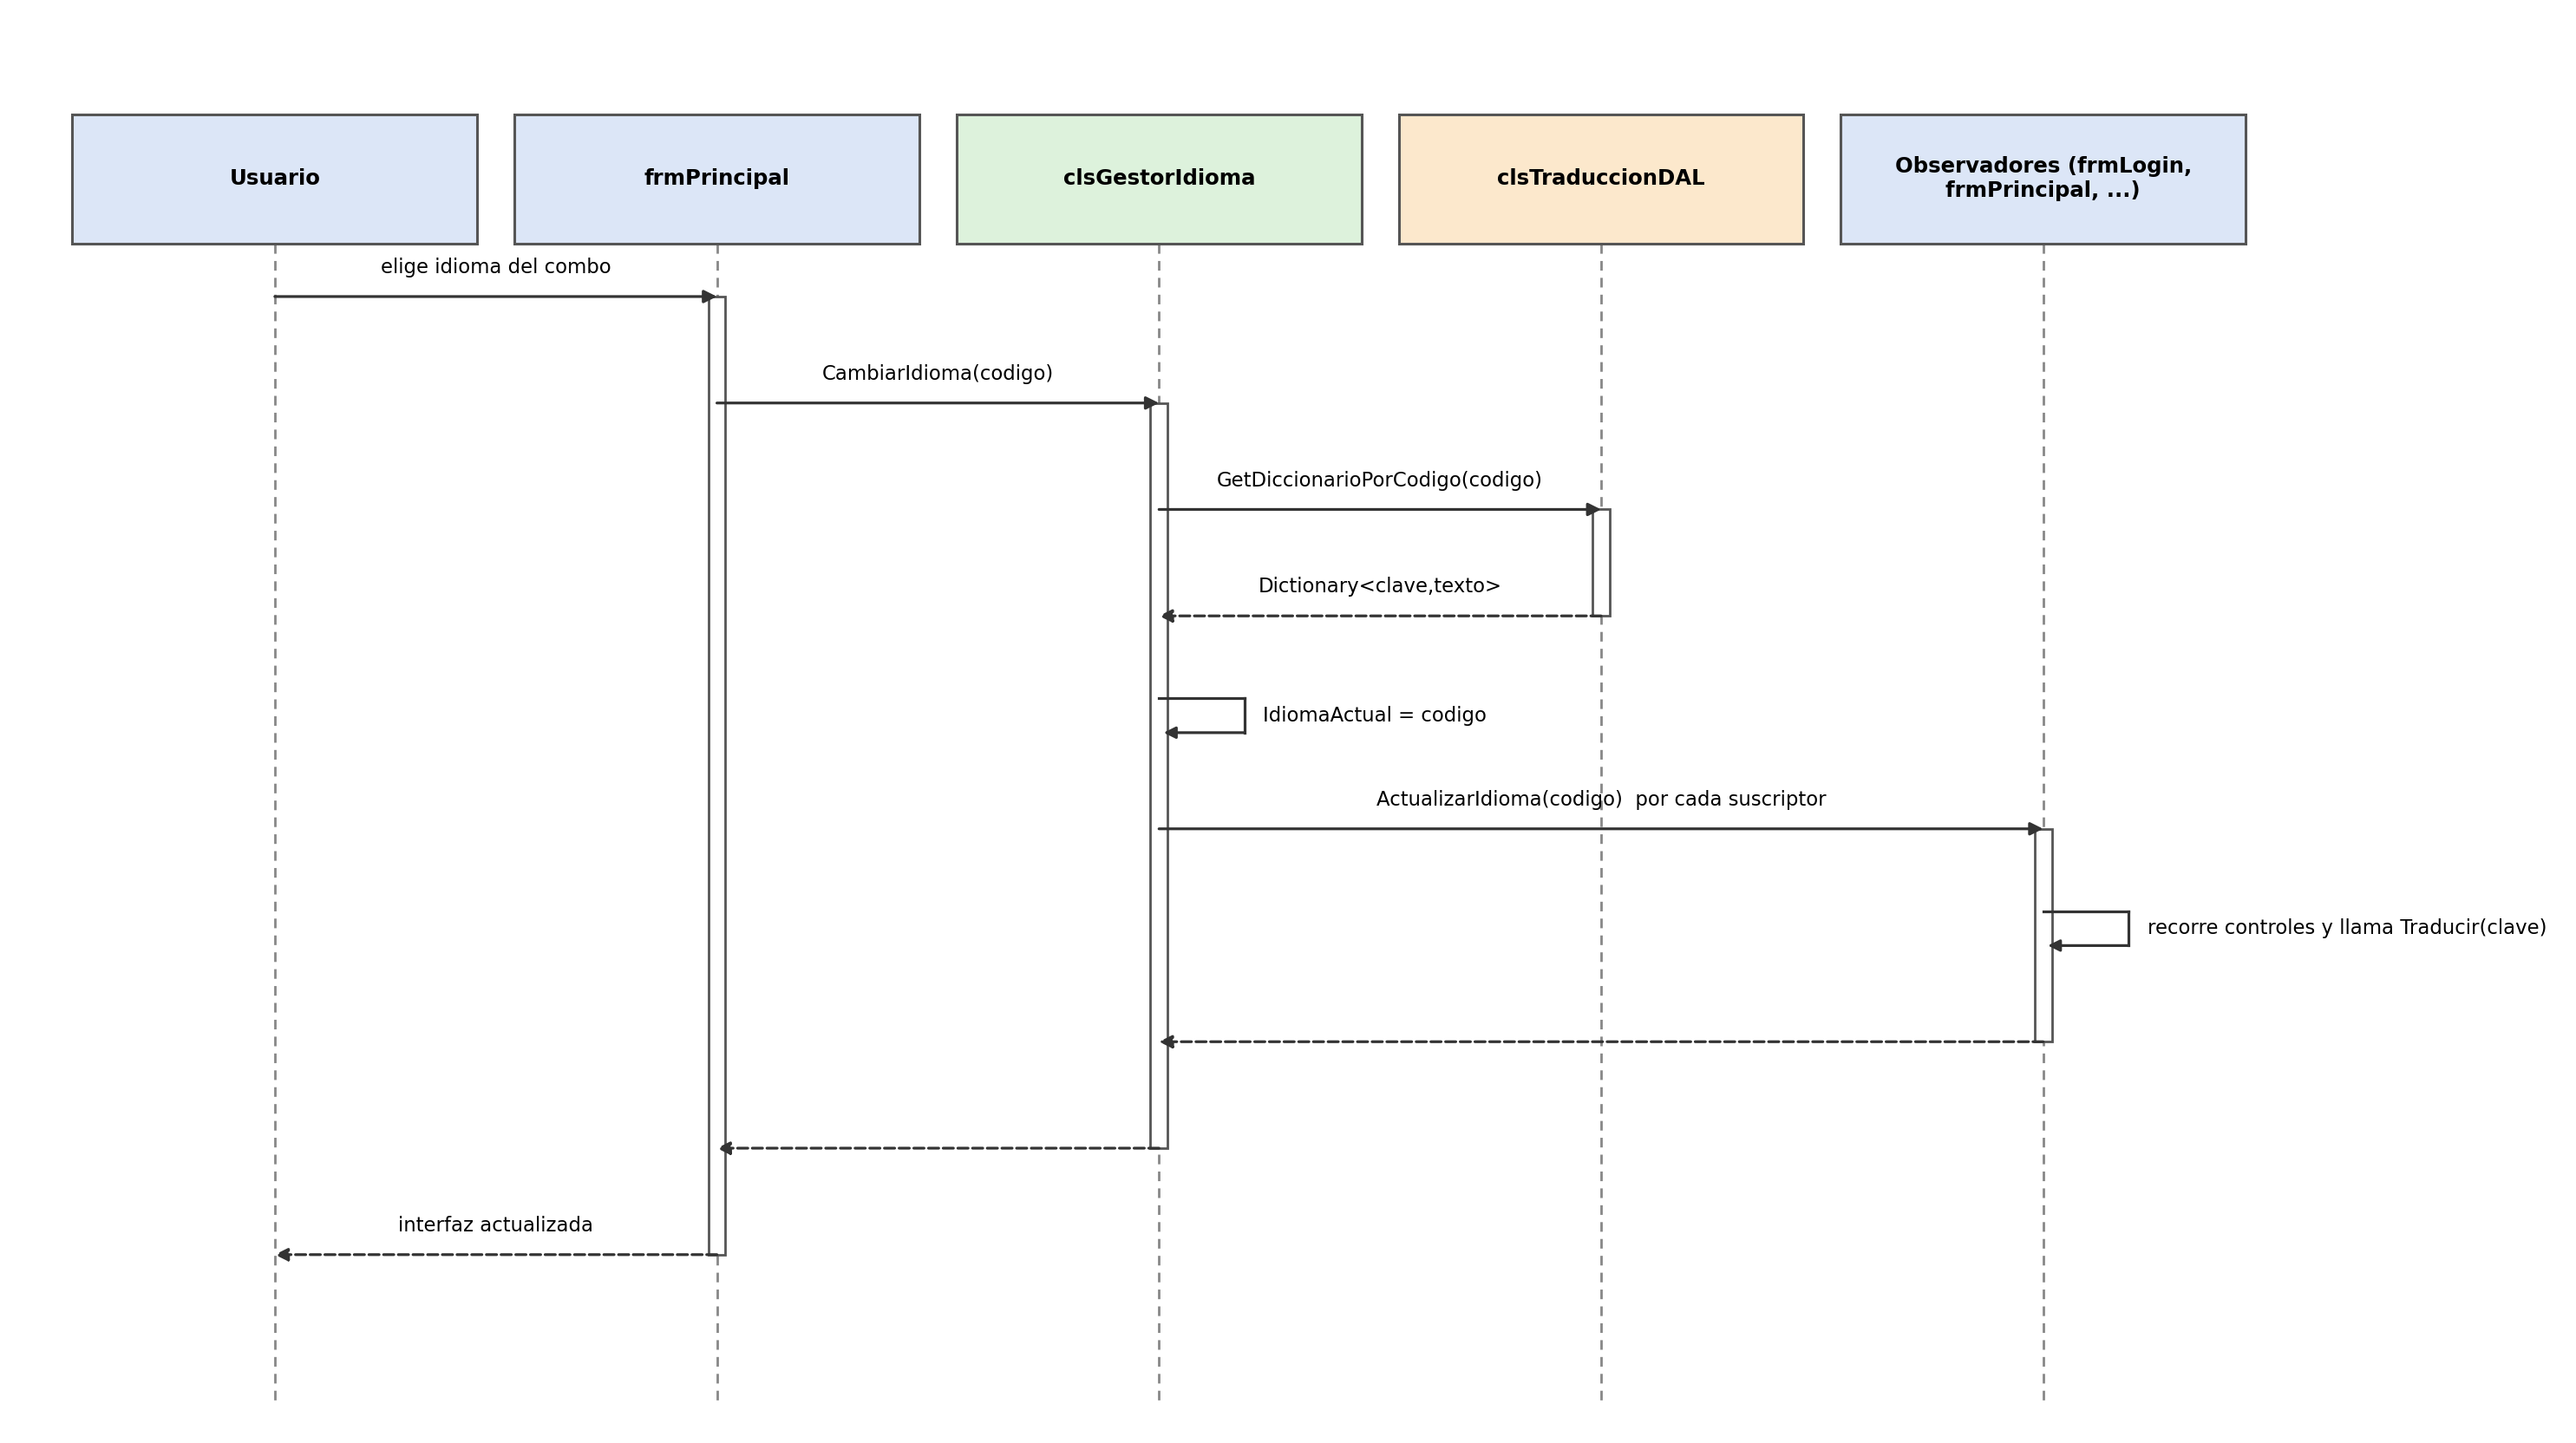 Usuario
frmPrincipal
clsGestorIdioma
clsTraduccionDAL
Observadores (frmLogin,
frmPrincipal, ...)
elige idioma del combo
CambiarIdioma(codigo)
GetDiccionarioPorCodigo(codigo)
Dictionary<clave,texto>
IdiomaActual = codigo
ActualizarIdioma(codigo)  por cada suscriptor
recorre controles y llama Traducir(clave)
interfaz actualizada